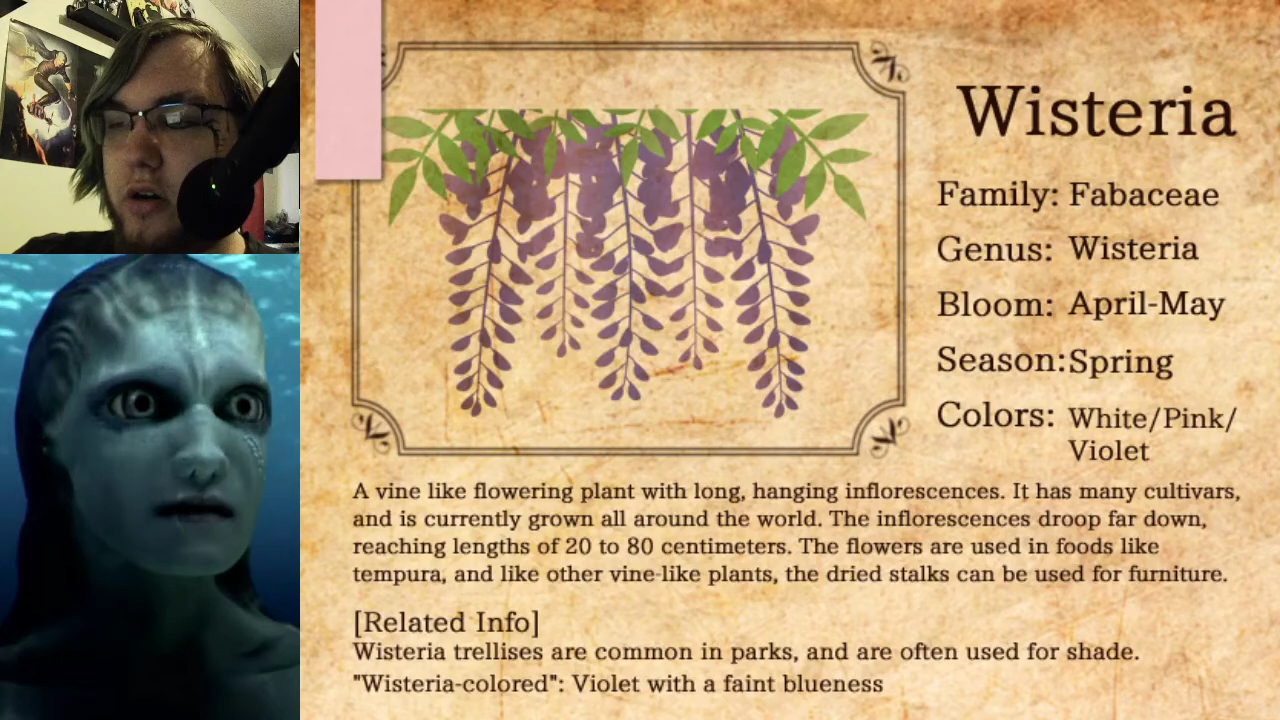 Wisteria
Family: Fabaceae
Genus: Wisteria
Bloom: April-May
Season:Spring
Colors: White/Pink/
Violet
A vine like flowering plant with long, hanging inflorescences. It has many cultivars,
and is currently grown all around the world. The inflorescences droop far down,
reaching lengths of 20 to 80 centimeters. The flowers are used in foods like
tempura, and like other vine-like plants, the dried stalks can be used for furniture.
[Related Info]
Wisteria trellises are common in parks, and are often used for shade.
"Wisteria-colored": Violet with a faint blueness